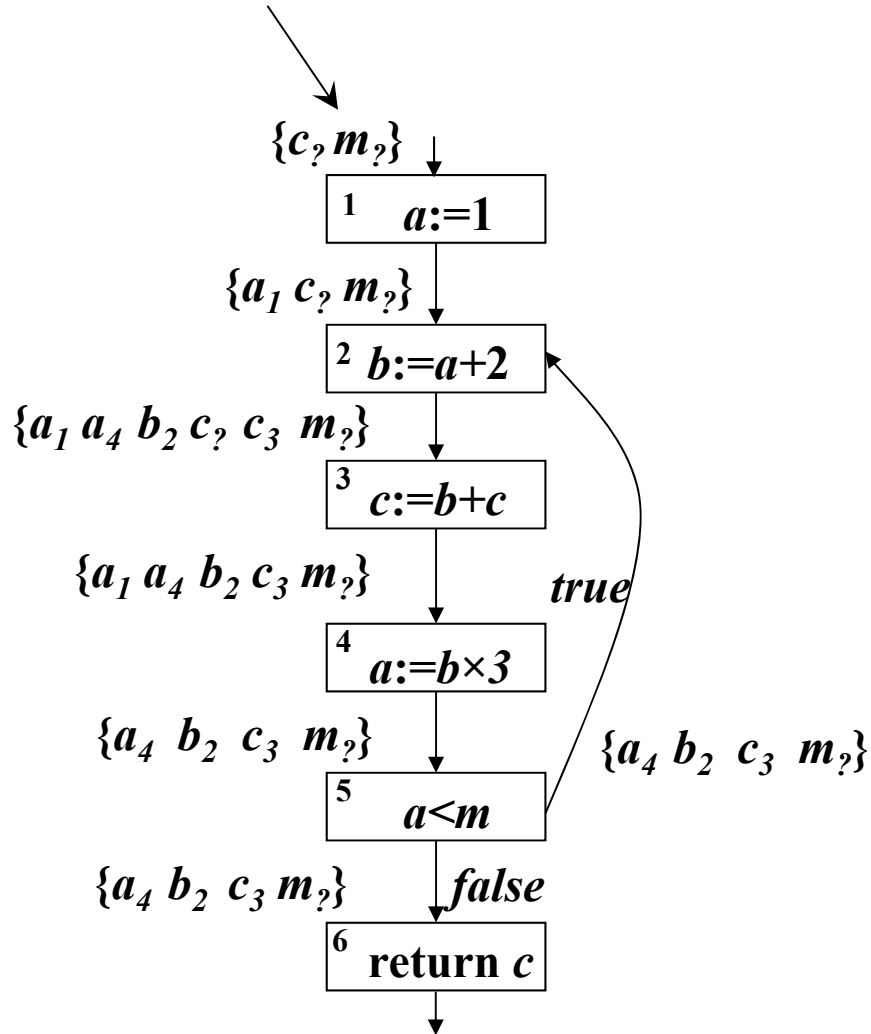 {c? m?}
1 a:=1
{a1 c? m?}
2 b:=a+2
{a1 a4 b2 c? c3 m?}
3 c:=b+c
{a1 a4 b2 c3 m?}
true
4 a:=b×3
{a4 b2 c3 m?}
{a4 b2 c3 m?}
5 a<m
{a4 b2 c3 m?}
false
6 return c